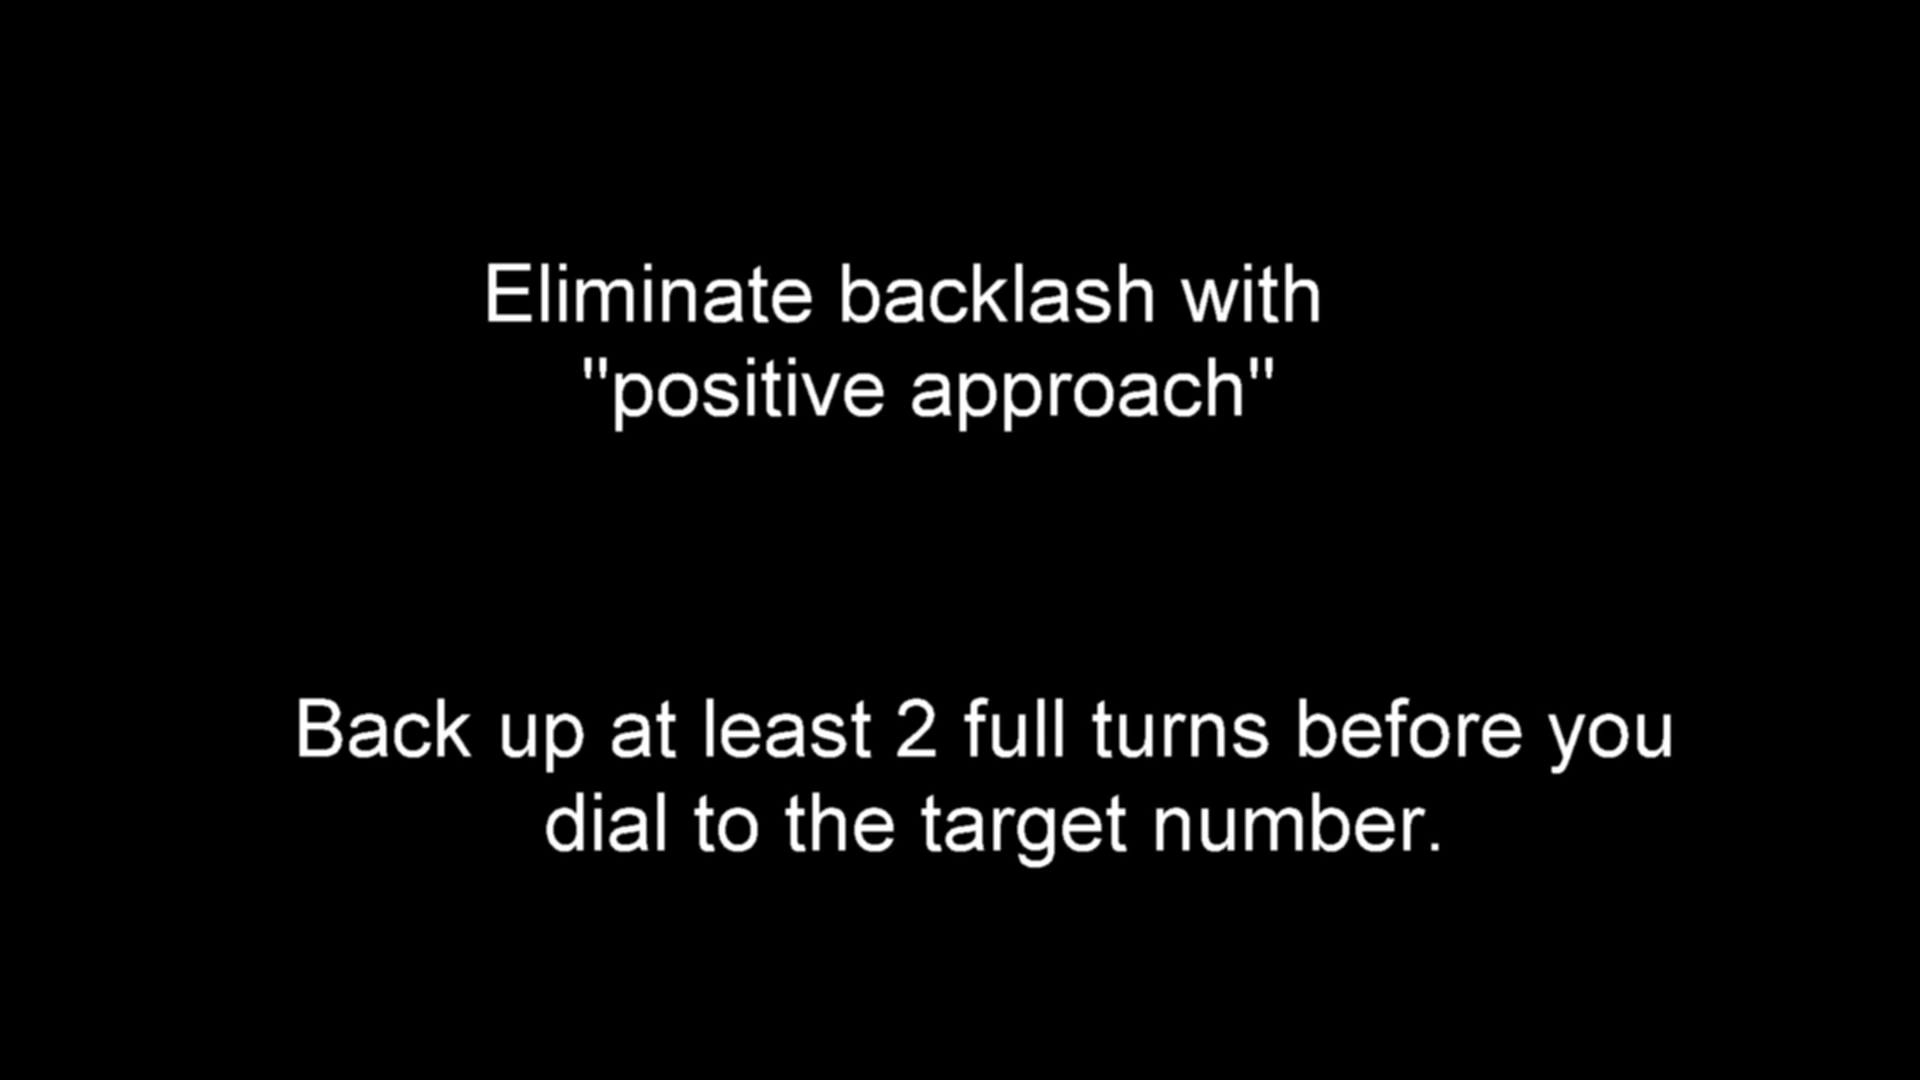 Eliminate backlash with
"positive approach"
Back up at least 2 full turns before you
dial to the target number.